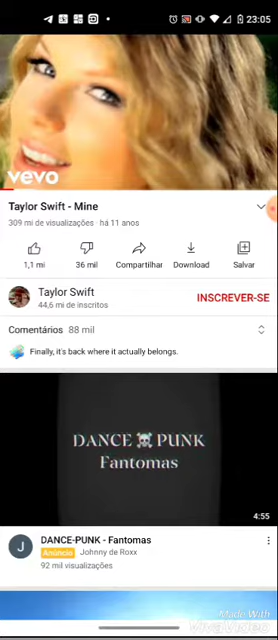 23:05
vevo
Taylor Swift - Mine
309 mi de visualizações · há 11 anos
1,1 mi
36 mil
Compartilhar
Download
Salvar
Taylor Swift
44,6 mi de inscritos
INSCREVER-SE
Comentários 88 mil
Finally, it's back where it actually belongs.
DANCE ☠ PUNK
Fantomas
4:55
J
DANCE-PUNK - Fantomas
Anúncio Johnny de Roxx
92 mil visualizações
Made With
VivaVideo